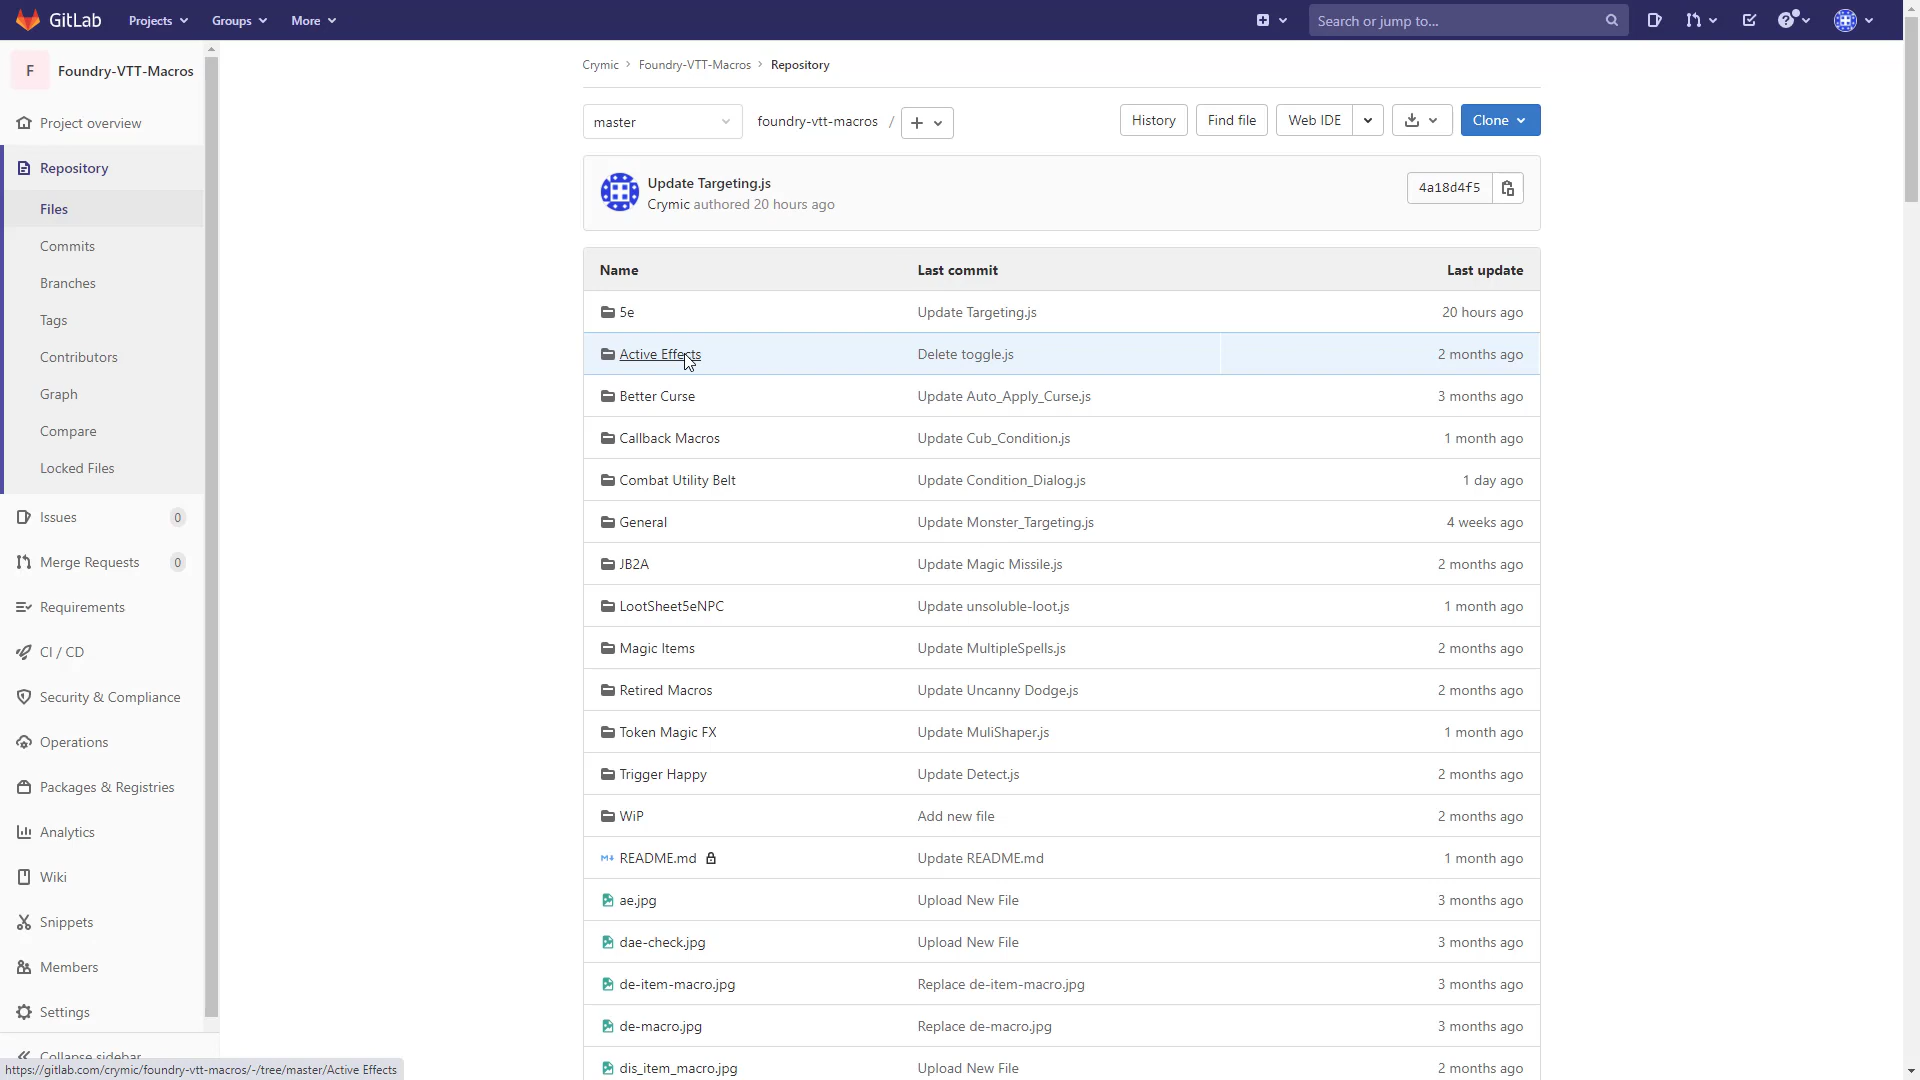 GitLab Projects Groups More Search or jump to...
F Foundry-VTT-Macros
Project overview
Repository
Files
Commits
Branches
Tags
Contributors
Graph
Compare
Locked Files
Issues 0
Merge Requests 0
Requirements
CI / CD
Security & Compliance
Operations
Packages & Registries
Analytics
Wiki
Snippets
Members
Settings
Collapse sidebar
https://gitlab.com/crymic/foundry-vtt-macros/-/tree/master/Active Effects
Crymic › Foundry-VTT-Macros › Repository
master foundry-vtt-macros / + History Find file Web IDE Clone
Update Targeting.js
Crymic authored 20 hours ago
4a18d4f5
Name Last commit Last update
5e Update Targeting.js 20 hours ago
Active Effects Delete toggle.js 2 months ago
Better Curse Update Auto_Apply_Curse.js 3 months ago
Callback Macros Update Cub_Condition.js 1 month ago
Combat Utility Belt Update Condition_Dialog.js 1 day ago
General Update Monster_Targeting.js 4 weeks ago
JB2A Update Magic Missile.js 2 months ago
LootSheet5eNPC Update unsoluble-loot.js 1 month ago
Magic Items Update MultipleSpells.js 2 months ago
Retired Macros Update Uncanny Dodge.js 2 months ago
Token Magic FX Update MuliShaper.js 1 month ago
Trigger Happy Update Detect.js 2 months ago
WiP Add new file 2 months ago
README.md Update README.md 1 month ago
ae.jpg Upload New File 3 months ago
dae-check.jpg Upload New File 3 months ago
de-item-macro.jpg Replace de-item-macro.jpg 3 months ago
de-macro.jpg Replace de-macro.jpg 3 months ago
dis_item_macro.jpg Upload New File 2 months ago